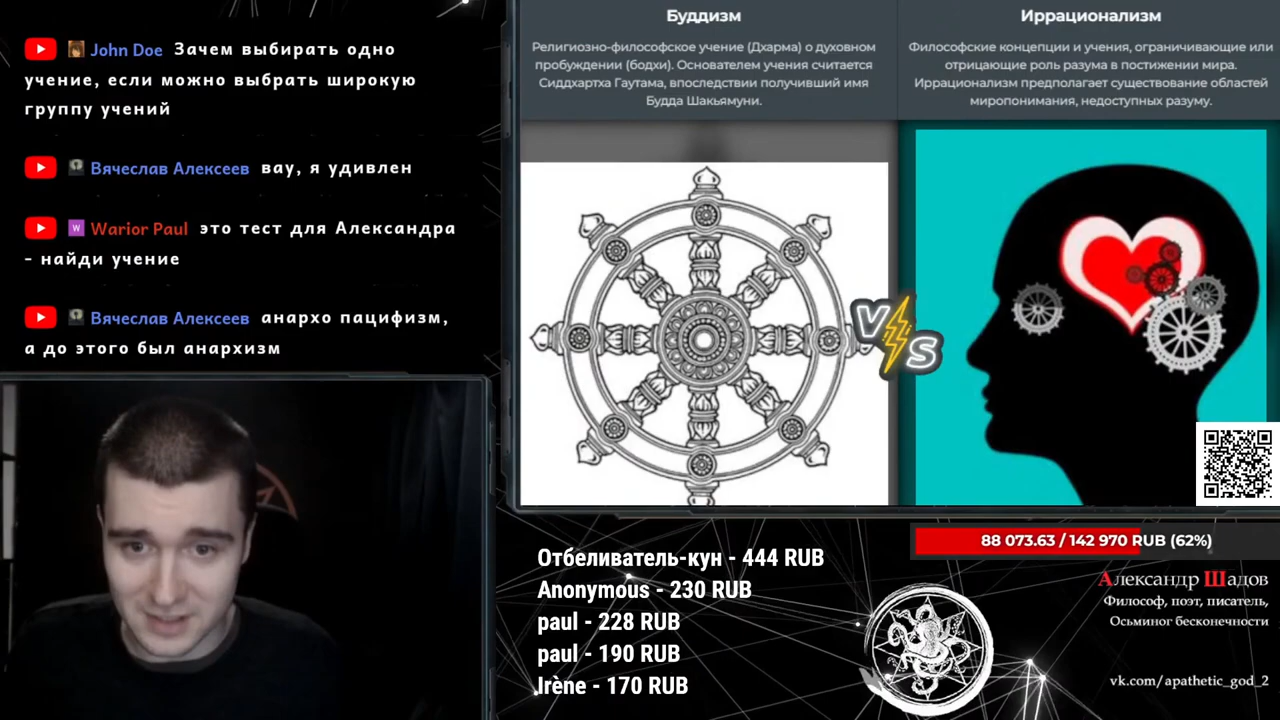 John Doe Зачем выбирать одно
учение, если можно выбрать широкую
группу учений
Вячеслав Алексеев вау, я удивлен
W Warior Paul это тест для Александра
- найди учение
Вячеслав Алексеев анархо пацифизм,
а до этого был анархизм
Буддизм
Религиозно-философское учение (Дхарма) о духовном
пробуждении (бодхи). Основателем учения считается
Сиддхартха Гаутама, впоследствии получивший имя
Будда Шакьямуни.
Иррационализм
Философские концепции и учения, ограничивающие или
отрицающие роль разума в постижении мира.
Иррационализм предполагает существование областей
миропонимания, недоступных разуму.
VS
88 073.63 / 142 970 RUB (62%)
Отбеливатель-кун - 444 RUB
Anonymous - 230 RUB
paul - 228 RUB
paul - 190 RUB
Irène - 170 RUB
Александр Шадов
Философ, поэт, писатель,
Осьминог бесконечности
vk.com/apathetic_god_2